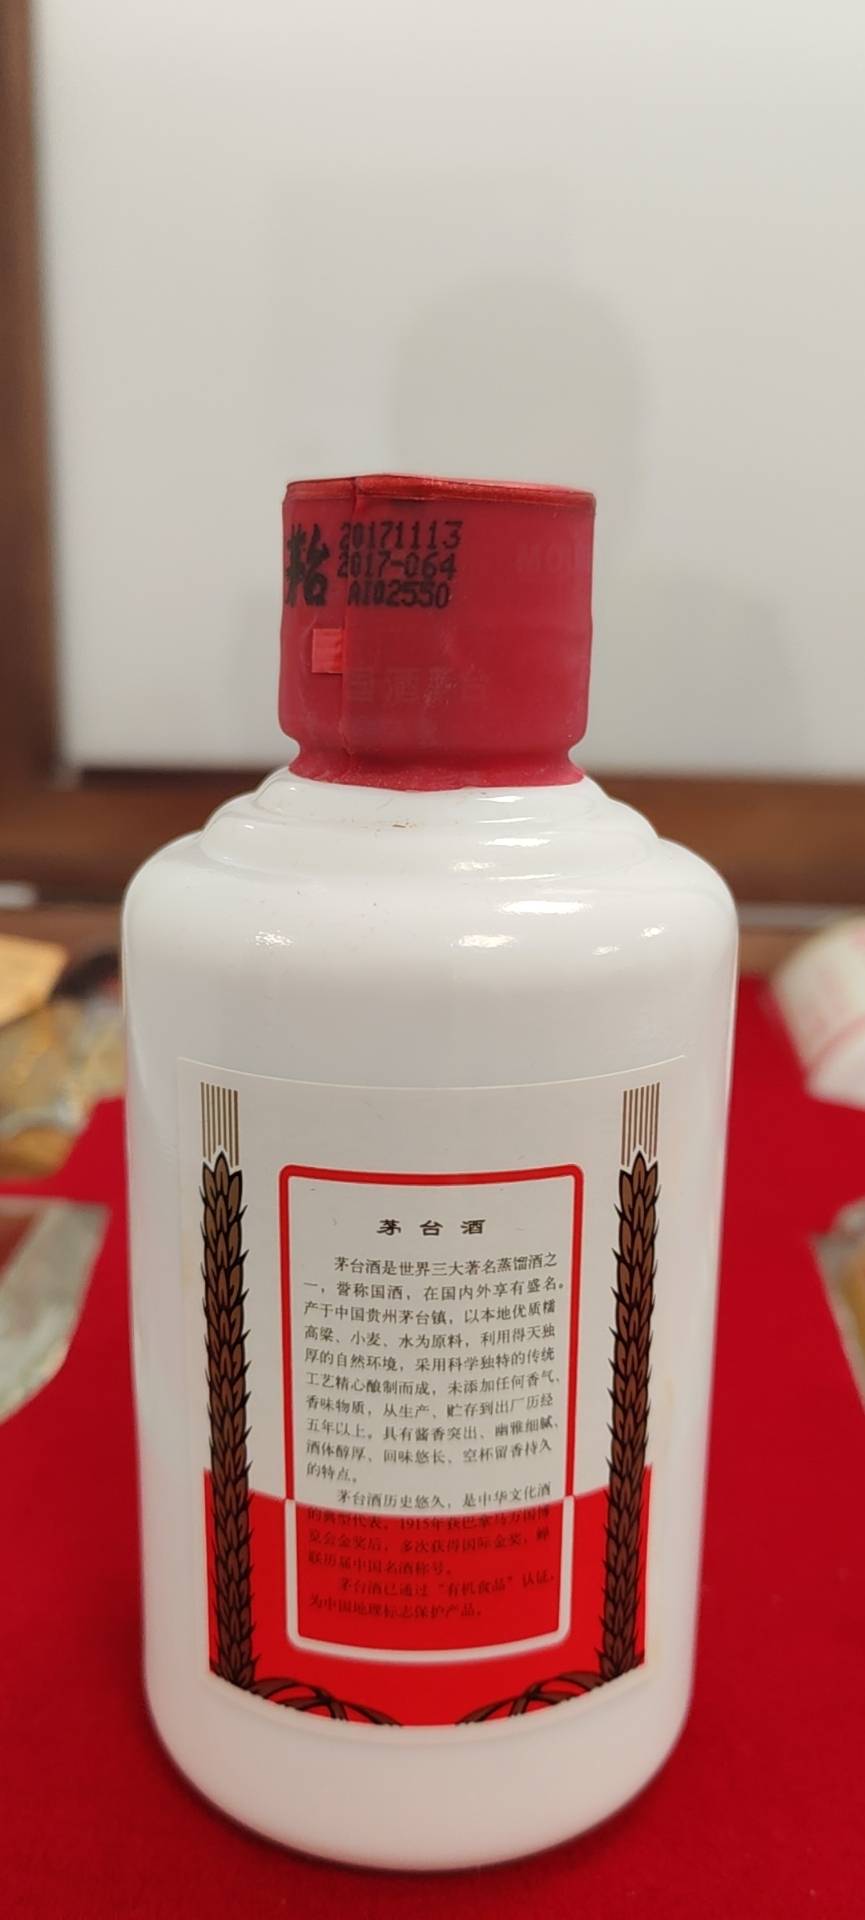 茅台
20171113
2017-064
AI02550
MOU
国酒茅台
茅台酒
茅台酒是世界三大著名蒸馏酒之
一，誉称国酒，在国内外享有盛名。
产于中国贵州茅台镇，以本地优质糯
高粱、小麦、水为原料，利用得天独
厚的自然环境，采用科学独特的传统
工艺精心酿制而成，未添加任何香气、
香味物质，从生产、贮存到出厂历经
五年以上。具有酱香突出、幽雅细腻、
酒体醇厚、回味悠长、空杯留香持久
的特点。
茅台酒历史悠久，是中华文化酒
的典型代表，1915年获巴拿马万国博
览会金奖后，多次获得国际金奖，蝉
联历届中国名酒称号。
茅台酒已通过“有机食品”认证，
为中国地理标志保护产品。